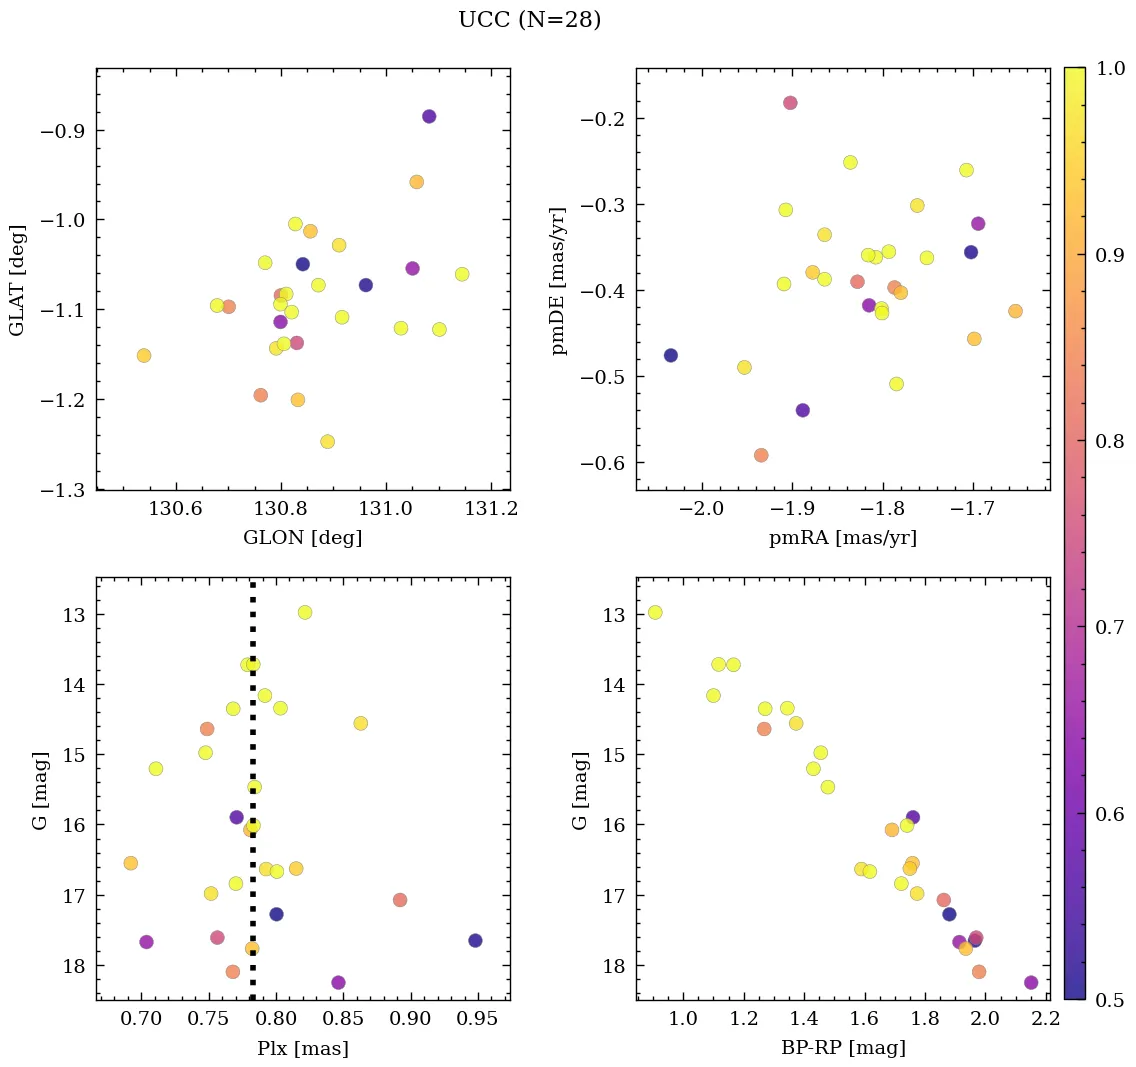 UCC (N=28)
−0.9
−1.0
−1.1
−1.2
−1.3
GLAT [deg]
130.6 130.8 131.0 131.2
GLON [deg]
−0.2
−0.3
−0.4
−0.5
−0.6
pmDE [mas/yr]
−2.0 −1.9 −1.8 −1.7
pmRA [mas/yr]
13
14
15
16
17
18
G [mag]
0.70 0.75 0.80 0.85 0.90 0.95
Plx [mas]
13
14
15
16
17
18
G [mag]
1.0 1.2 1.4 1.6 1.8 2.0 2.2
BP-RP [mag]
1.0
0.9
0.8
0.7
0.6
0.5